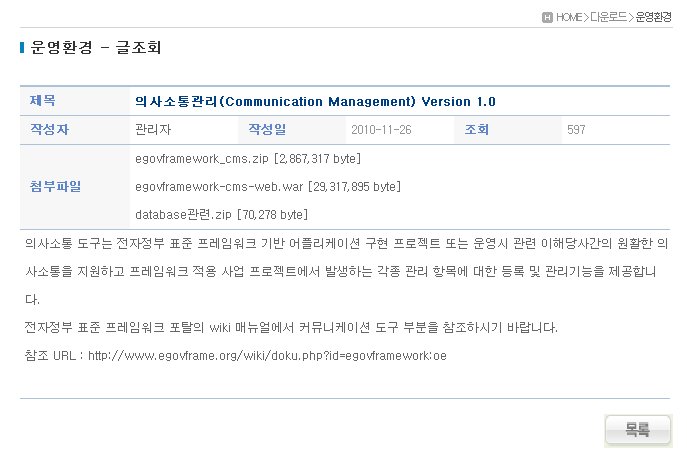 HOME > 다운로드 > 운영환경
운영환경 - 글조회
제목 의사소통관리(Communication Management) Version 1.0
작성자 관리자 작성일 2010-11-26 조회 597
첨부파일
egovframework_cms.zip [2,867,317 byte]
egovframework-cms-web.war [29,317,895 byte]
database관련.zip [70,278 byte]
의사소통 도구는 전자정부 표준 프레임워크 기반 어플리케이션 구현 프로젝트 또는 운영시 관련 이해당사간의 원활한 의
사소통을 지원하고 프레임워크 적용 사업 프로젝트에서 발생하는 각종 관리 항목에 대한 등록 및 관리기능을 제공합니
다.
전자정부 표준 프레임워크 포탈의 wiki 매뉴얼에서 커뮤니케이션 도구 부분을 참조하시기 바랍니다.
참조 URL : http://www.egovframe.org/wiki/doku.php?id=egovframework:oe
목록